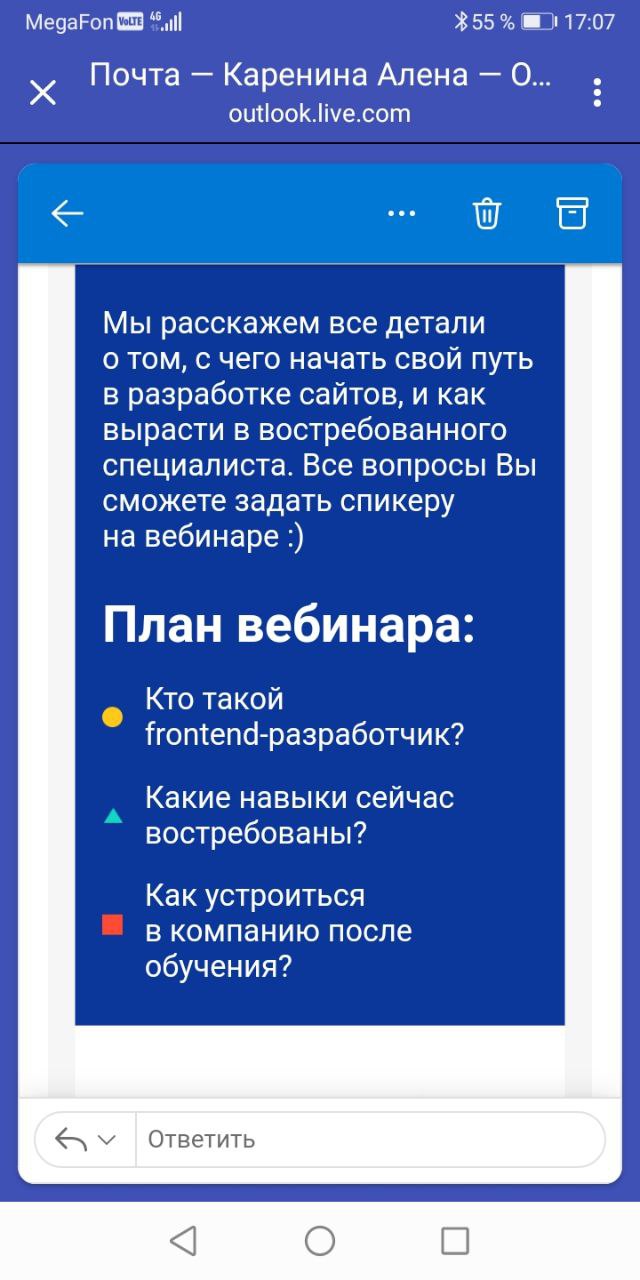 MegaFon VoLTE 4G 55 % 17:07
Почта — Каренина Алена — O...
outlook.live.com
Мы расскажем все детали
о том, с чего начать свой путь
в разработке сайтов, и как
вырасти в востребованного
специалиста. Все вопросы Вы
сможете задать спикеру
на вебинаре :)
План вебинара:
Кто такой
frontend-разработчик?
Какие навыки сейчас
востребованы?
Как устроиться
в компанию после
обучения?
Ответить